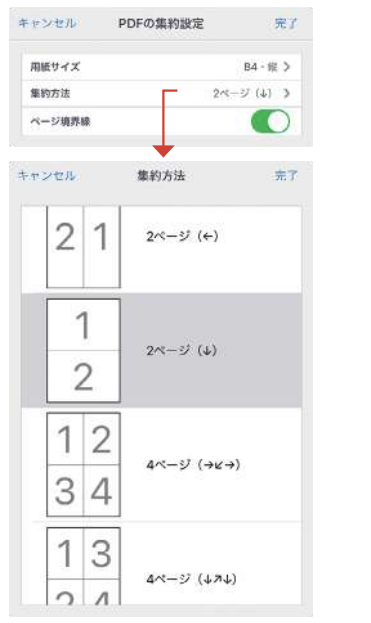 キャンセル PDFの集約設定 完了
用紙サイズ B4 - 縦 >
集約方法 2ページ (↓) >
ページ境界線
キャンセル 集約方法 完了
2 1 2ページ (←)
1
2 2ページ (↓)
1 2
3 4 4ページ (→↙→)
1 3
2 4 4ページ (↓↗↓)